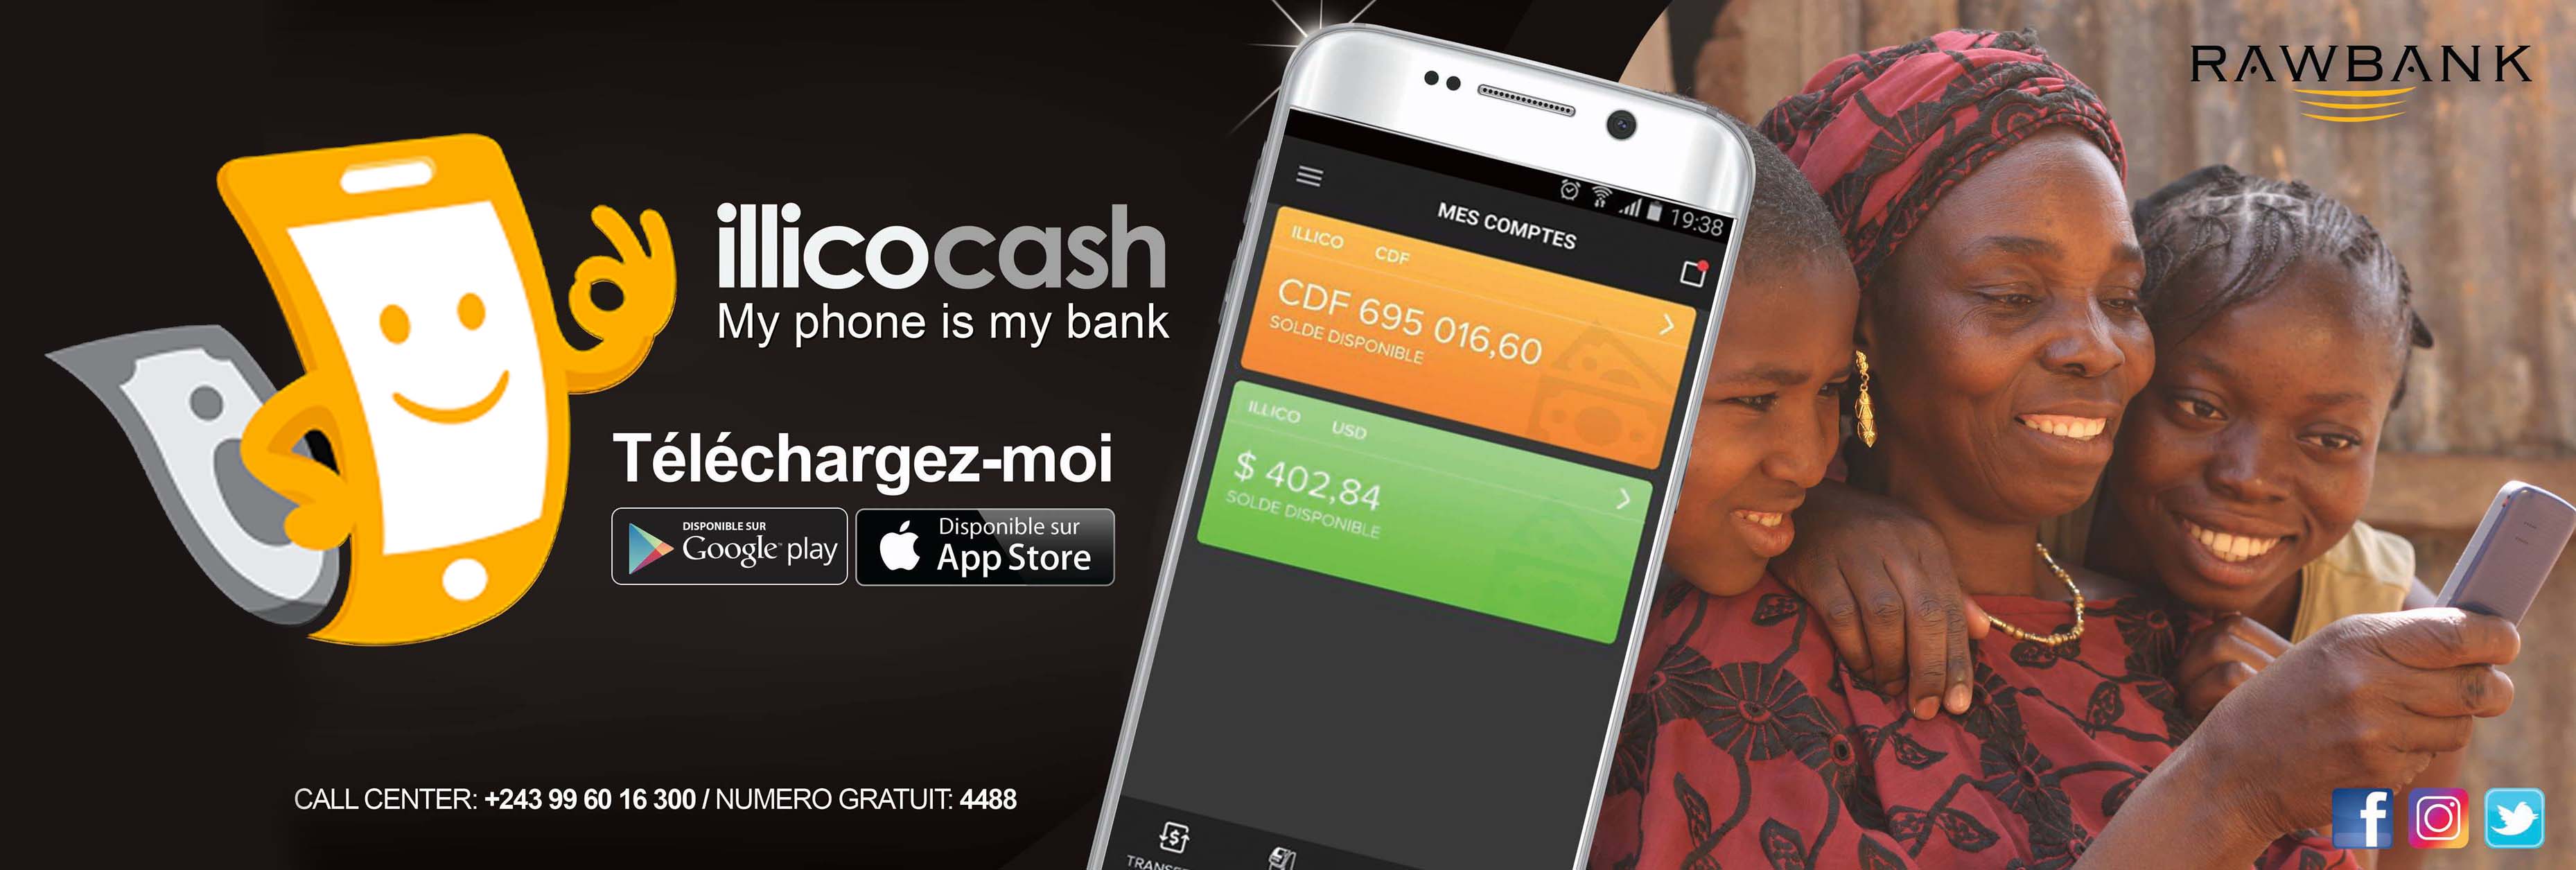 RAWBANK
illicocash
My phone is my bank
Téléchargez-moi
DISPONIBLE SUR
Google play
Disponible sur
App Store
CALL CENTER: +243 99 60 16 300 / NUMERO GRATUIT: 4488
19:38
MES COMPTES
ILLICO CDF
CDF 695 016,60
SOLDE DISPONIBLE
ILLICO USD
$ 402,84
SOLDE DISPONIBLE